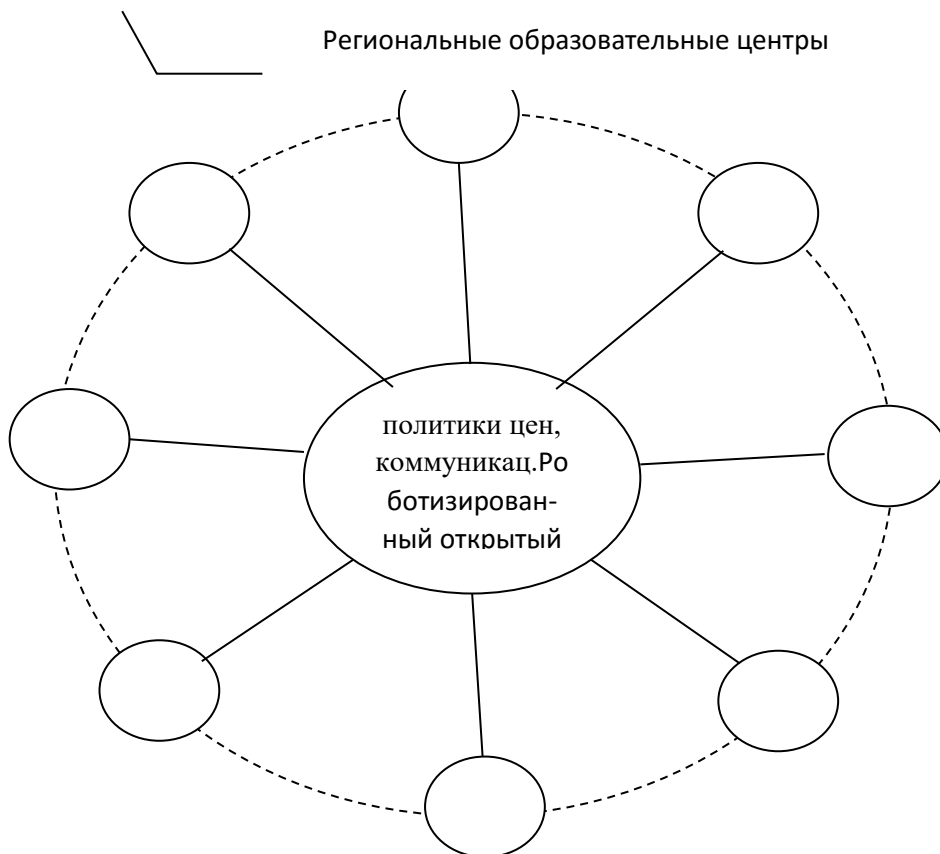 Региональные образовательные центры
политики цен,
коммуникац.Ро
ботизирован-
ный открытый